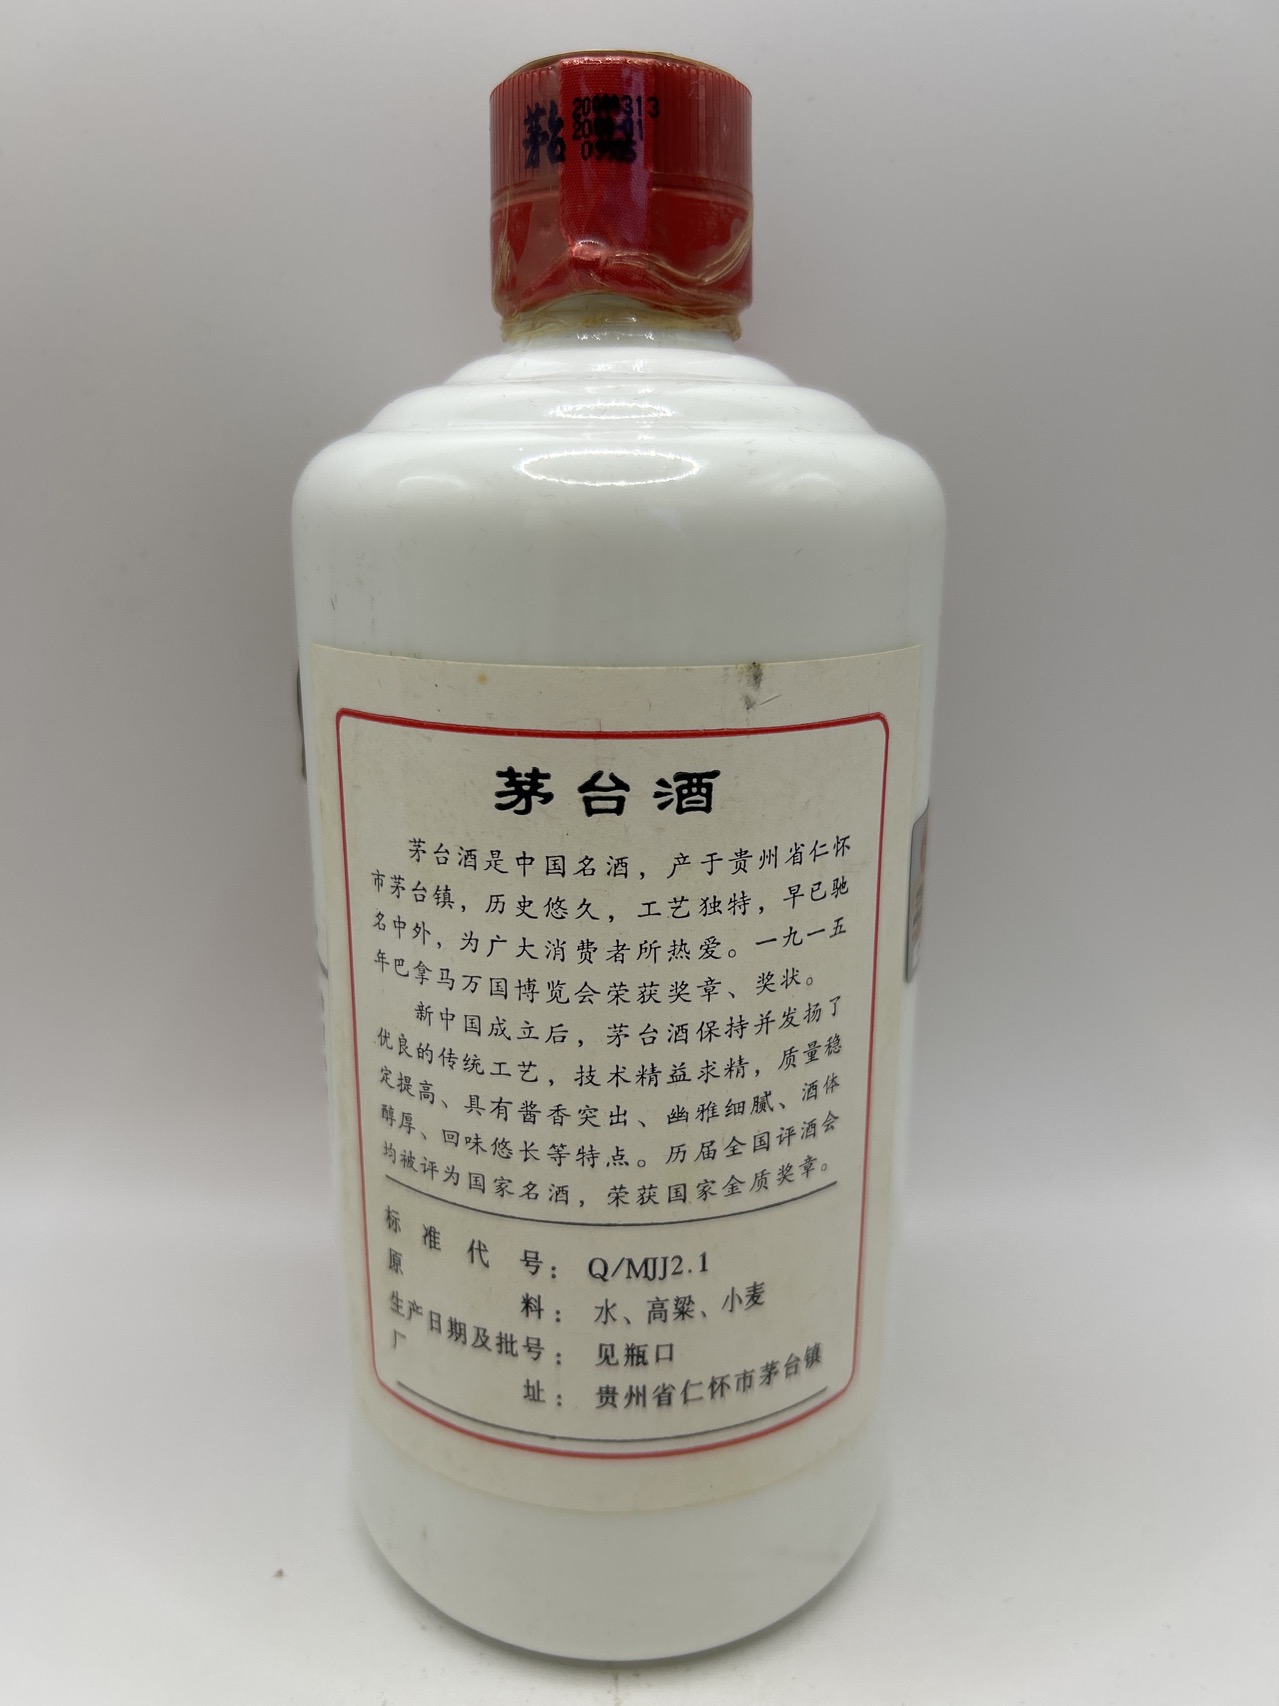 茅台
茅台酒
茅台酒是中国名酒，产于贵州省仁怀
市茅台镇，历史悠久，工艺独特，早已驰
名中外，为广大消费者所热爱。一九一五
年巴拿马万国博览会荣获奖章、奖状。
新中国成立后，茅台酒保持并发扬了
优良的传统工艺，技术精益求精，质量稳
定提高、具有酱香突出、幽雅细腻、酒体
醇厚、回味悠长等特点。历届全国评酒会
均被评为国家名酒，荣获国家金质奖章。
标准代号：Q/MJJ2.1
原料：水、高粱、小麦
生产日期及批号：见瓶口
厂址：贵州省仁怀市茅台镇